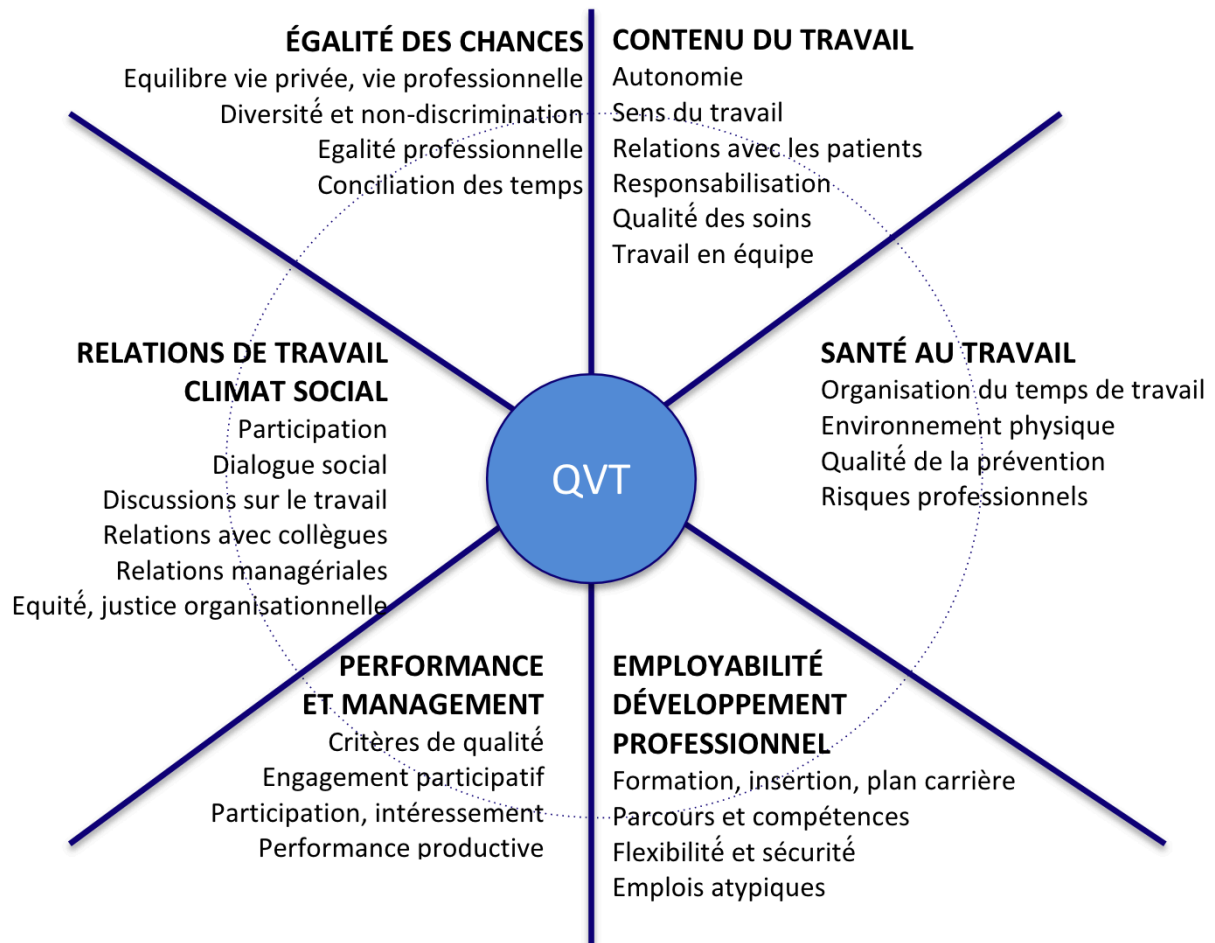 ÉGALITÉ DES CHANCES
Equilibre vie privée, vie professionnelle
Diversité et non-discrimination
Egalité professionnelle
Conciliation des temps
CONTENU DU TRAVAIL
Autonomie
Sens du travail
Relations avec les patients
Responsabilisation
Qualité des soins
Travail en équipe
RELATIONS DE TRAVAIL
CLIMAT SOCIAL
Participation
Dialogue social
Discussions sur le travail
Relations avec collègues
Relations managériales
Equité, justice organisationnelle
QVT
SANTÉ AU TRAVAIL
Organisation du temps de travail
Environnement physique
Qualité de la prévention
Risques professionnels
PERFORMANCE
ET MANAGEMENT
Critères de qualité
Engagement participatif
Participation, intéressement
Performance productive
EMPLOYABILITÉ
DÉVELOPPEMENT
PROFESSIONNEL
Formation, insertion, plan carrière
Parcours et compétences
Flexibilité et sécurité
Emplois atypiques